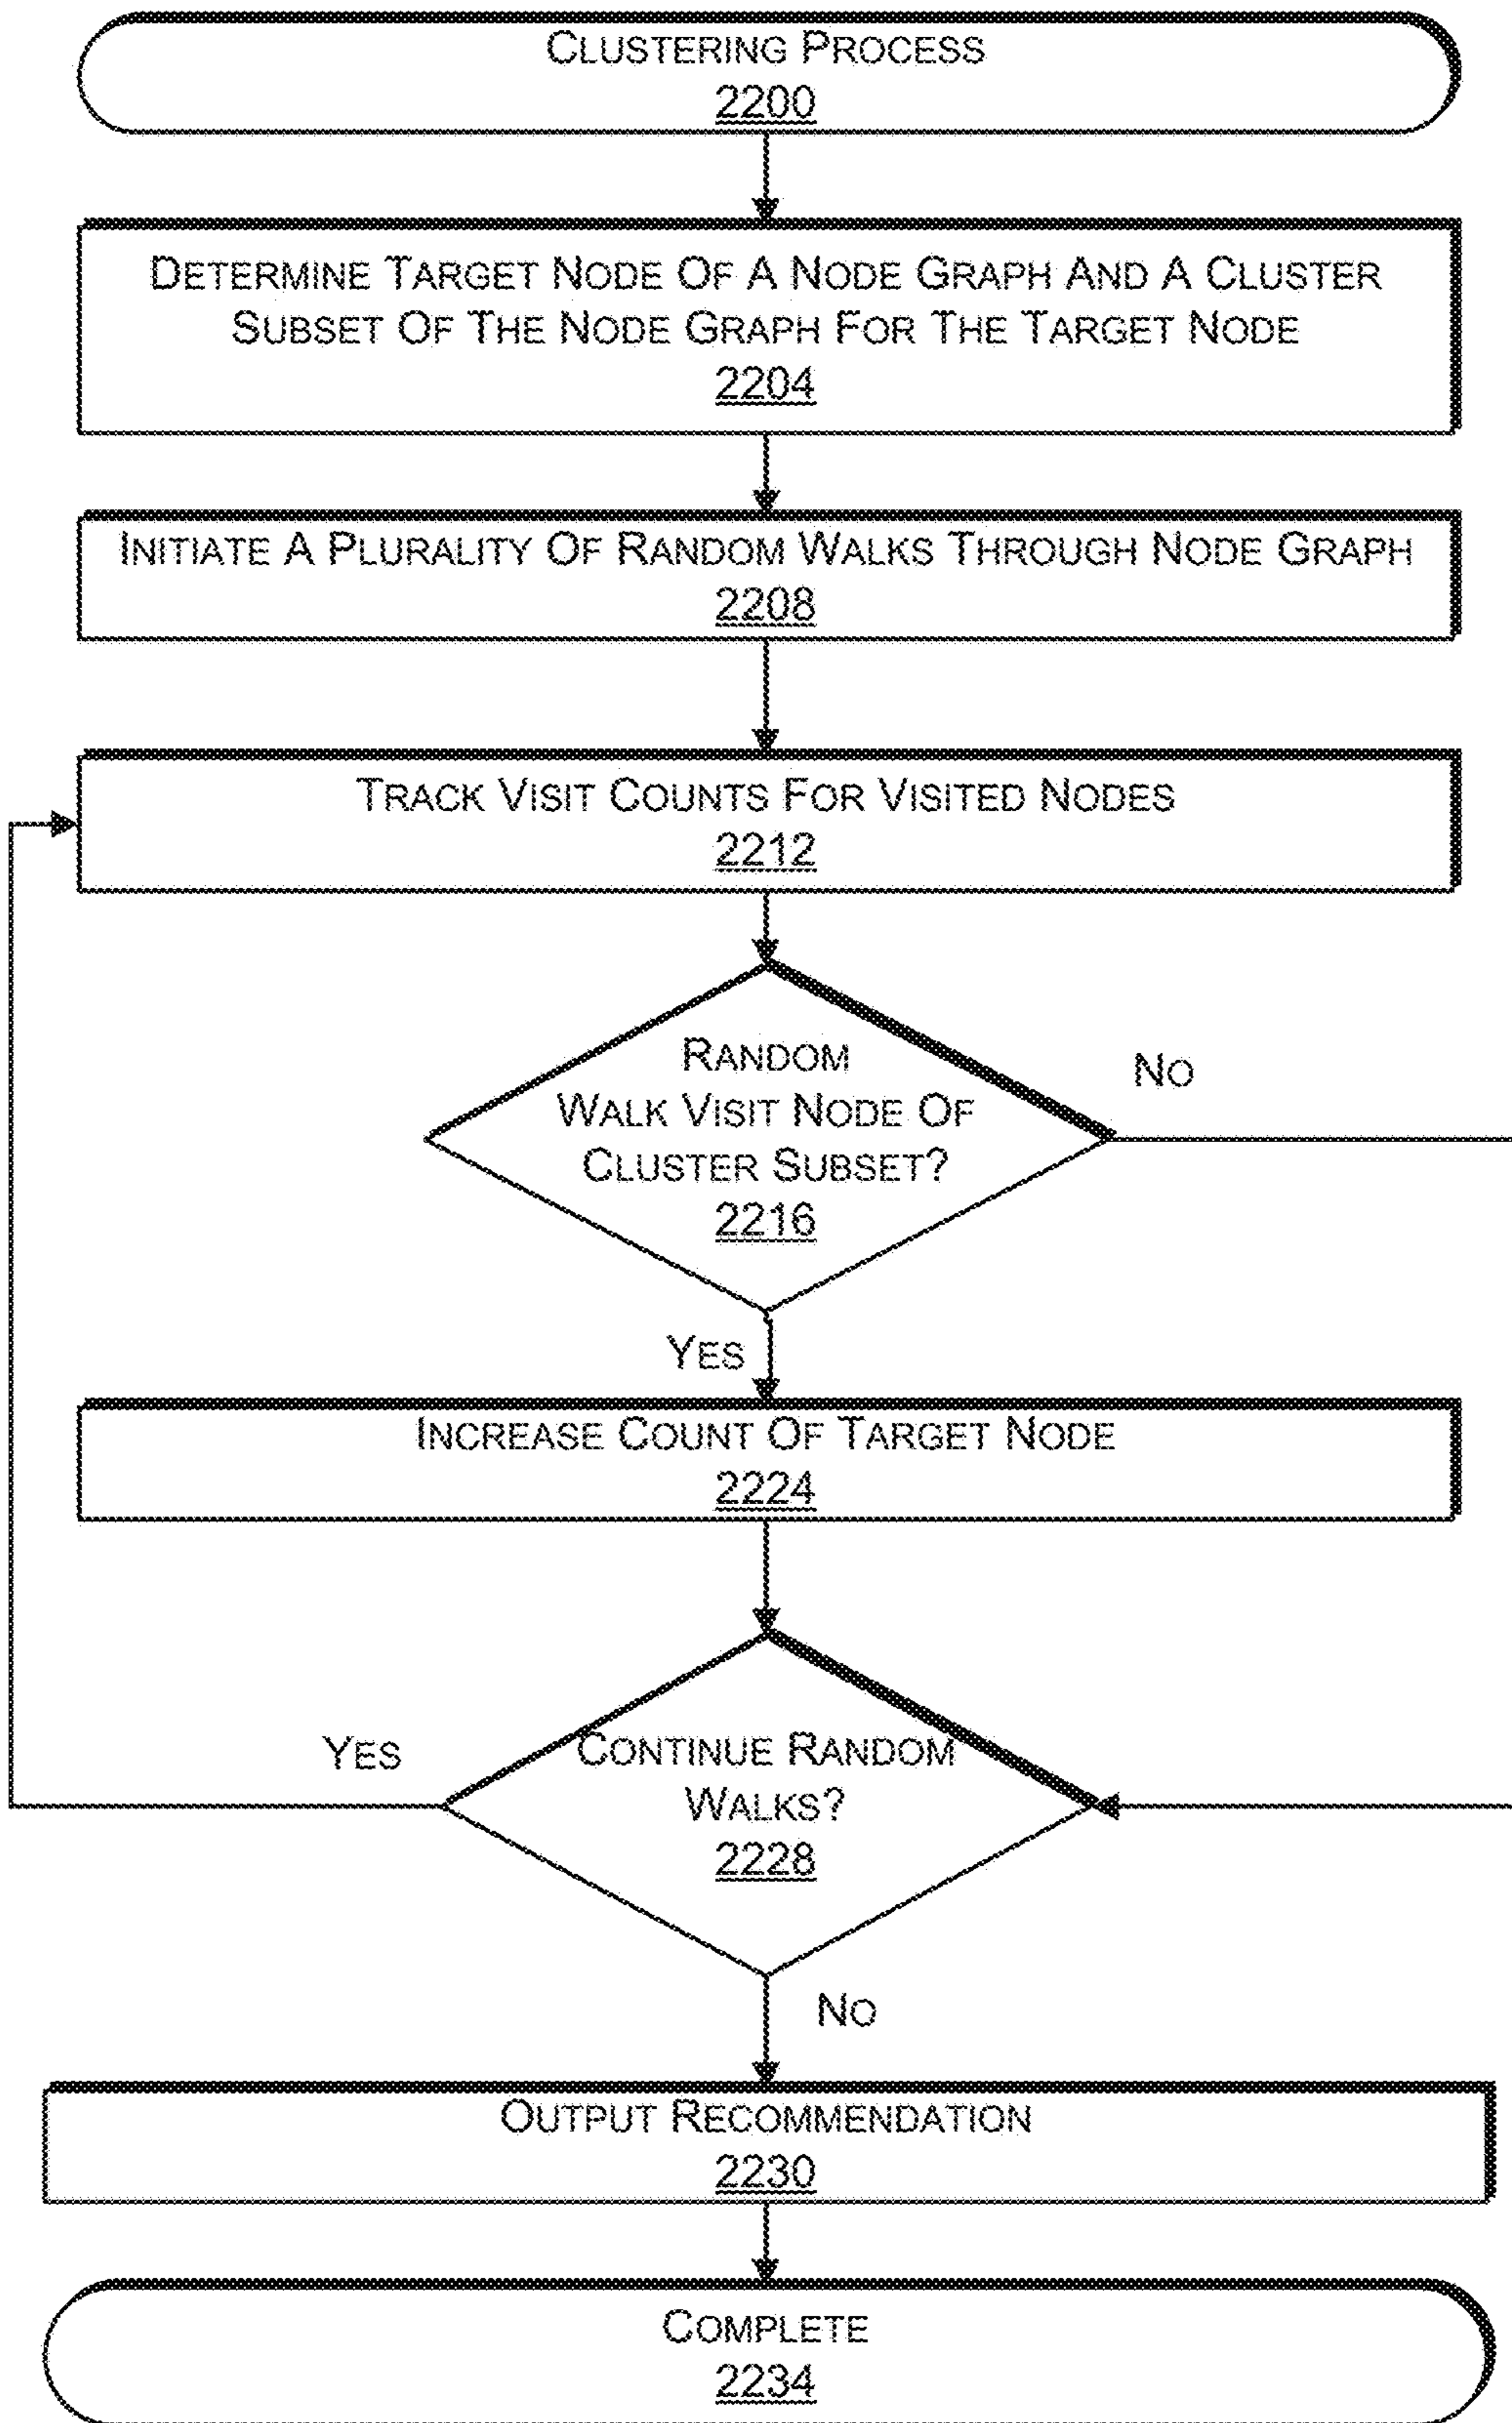 CLUSTERING PROCESS
2200
DETERMINE TARGET NODE OF A NODE GRAPH AND A CLUSTER
SUBSET OF THE NODE GRAPH FOR THE TARGET NODE
2204
INITIATE A PLURALITY OF RANDOM WALKS THROUGH NODE GRAPH
2208
TRACK VISIT COUNTS FOR VISITED NODES
2212
RANDOM
WALK VISIT NODE OF
CLUSTER SUBSET?
2216
NO
YES
INCREASE COUNT OF TARGET NODE
2224
CONTINUE RANDOM
WALKS?
2228
YES
NO
OUTPUT RECOMMENDATION
2230
COMPLETE
2234